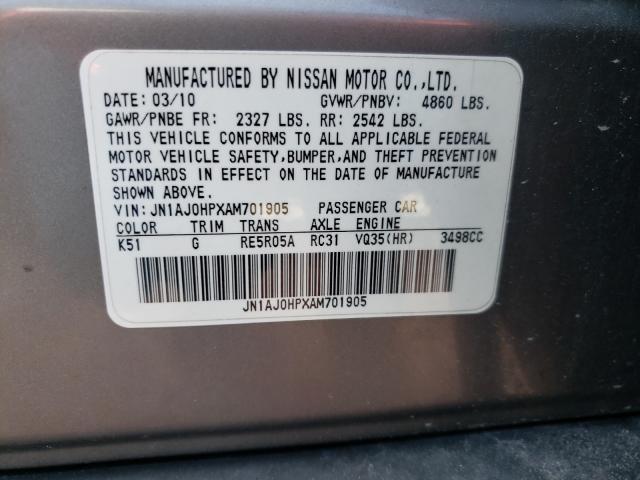 MANUFACTURED BY NISSAN MOTOR CO.,LTD.
DATE: 03/10 GVWR/PNBV: 4860 LBS.
GAWR/PNBE FR: 2327 LBS. RR: 2542 LBS.
THIS VEHICLE CONFORMS TO ALL APPLICABLE FEDERAL
MOTOR VEHICLE SAFETY,BUMPER,AND THEFT PREVENTION
STANDARDS IN EFFECT ON THE DATE OF MANUFACTURE
SHOWN ABOVE.
VIN:JN1AJ0HPXAM701905 PASSENGER CAR
COLOR TRIM TRANS AXLE ENGINE
K51 G RE5R05A RC31 VQ35(HR) 3498CC
JN1AJ0HPXAM701905